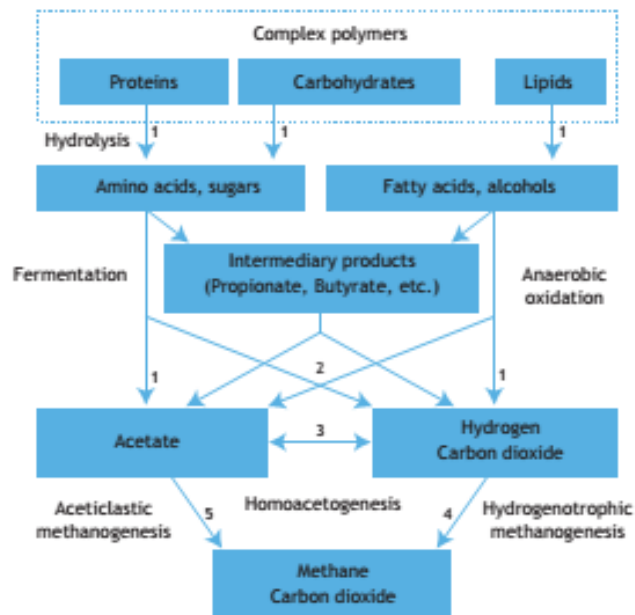 Complex polymers
Proteins
Carbohydrates
Lipids
1
1
1
Hydrolysis
Amino acids, sugars
Fatty acids, alcohols
Fermentation
Intermediary products
(Propionate, Butyrate, etc.)
Anaerobic
oxidation
1
2
1
Acetate
3
Hydrogen
Carbon dioxide
Aceticlastic
methanogenesis
5
Homoacetogenesis
4
Hydrogenotrophic
methanogenesis
Methane
Carbon dioxide